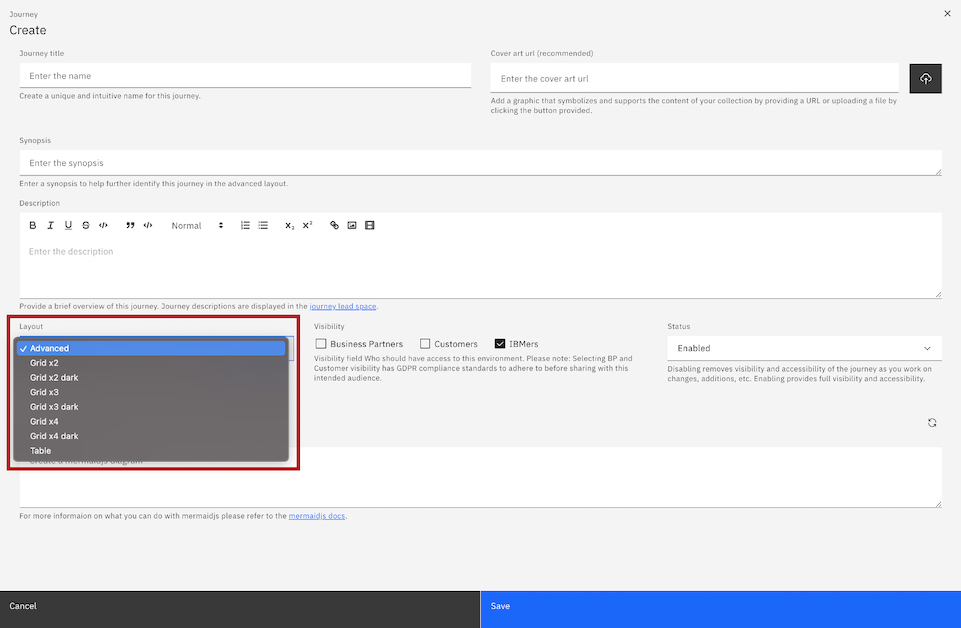 Journey
Create
Journey title
Enter the name
Create a unique and intuitive name for this journey.
Cover art url (recommended)
Enter the cover art url
Add a graphic that symbolizes and supports the content of your collection by providing a URL or uploading a file by
clicking the button provided.
Synopsis
Enter the synopsis
Enter a synopsis to help further identify this journey in the advanced layout.
Description
B I U S </> ” </> Normal X₂ X²
Enter the description
Provide a brief overview of this journey. Journey descriptions are displayed in the journey lead space.
Layout
✓ Advanced
Grid x2
Grid x2 dark
Grid x3
Grid x3 dark
Grid x4
Grid x4 dark
Table
Visibility
Business Partners
Customers
IBMers
Visibility field Who should have access to this environment. Please note: Selecting BP and
Customer visibility has GDPR compliance standards to adhere to before sharing with this
intended audience.
Status
Enabled
Disabling removes visibility and accessibility of the journey as you work on
changes, additions, etc. Enabling provides full visibility and accessibility.
Create a mermaidjs diagram
For more informaion on what you can do with mermaidjs please refer to the mermaidjs docs.
Cancel
Save